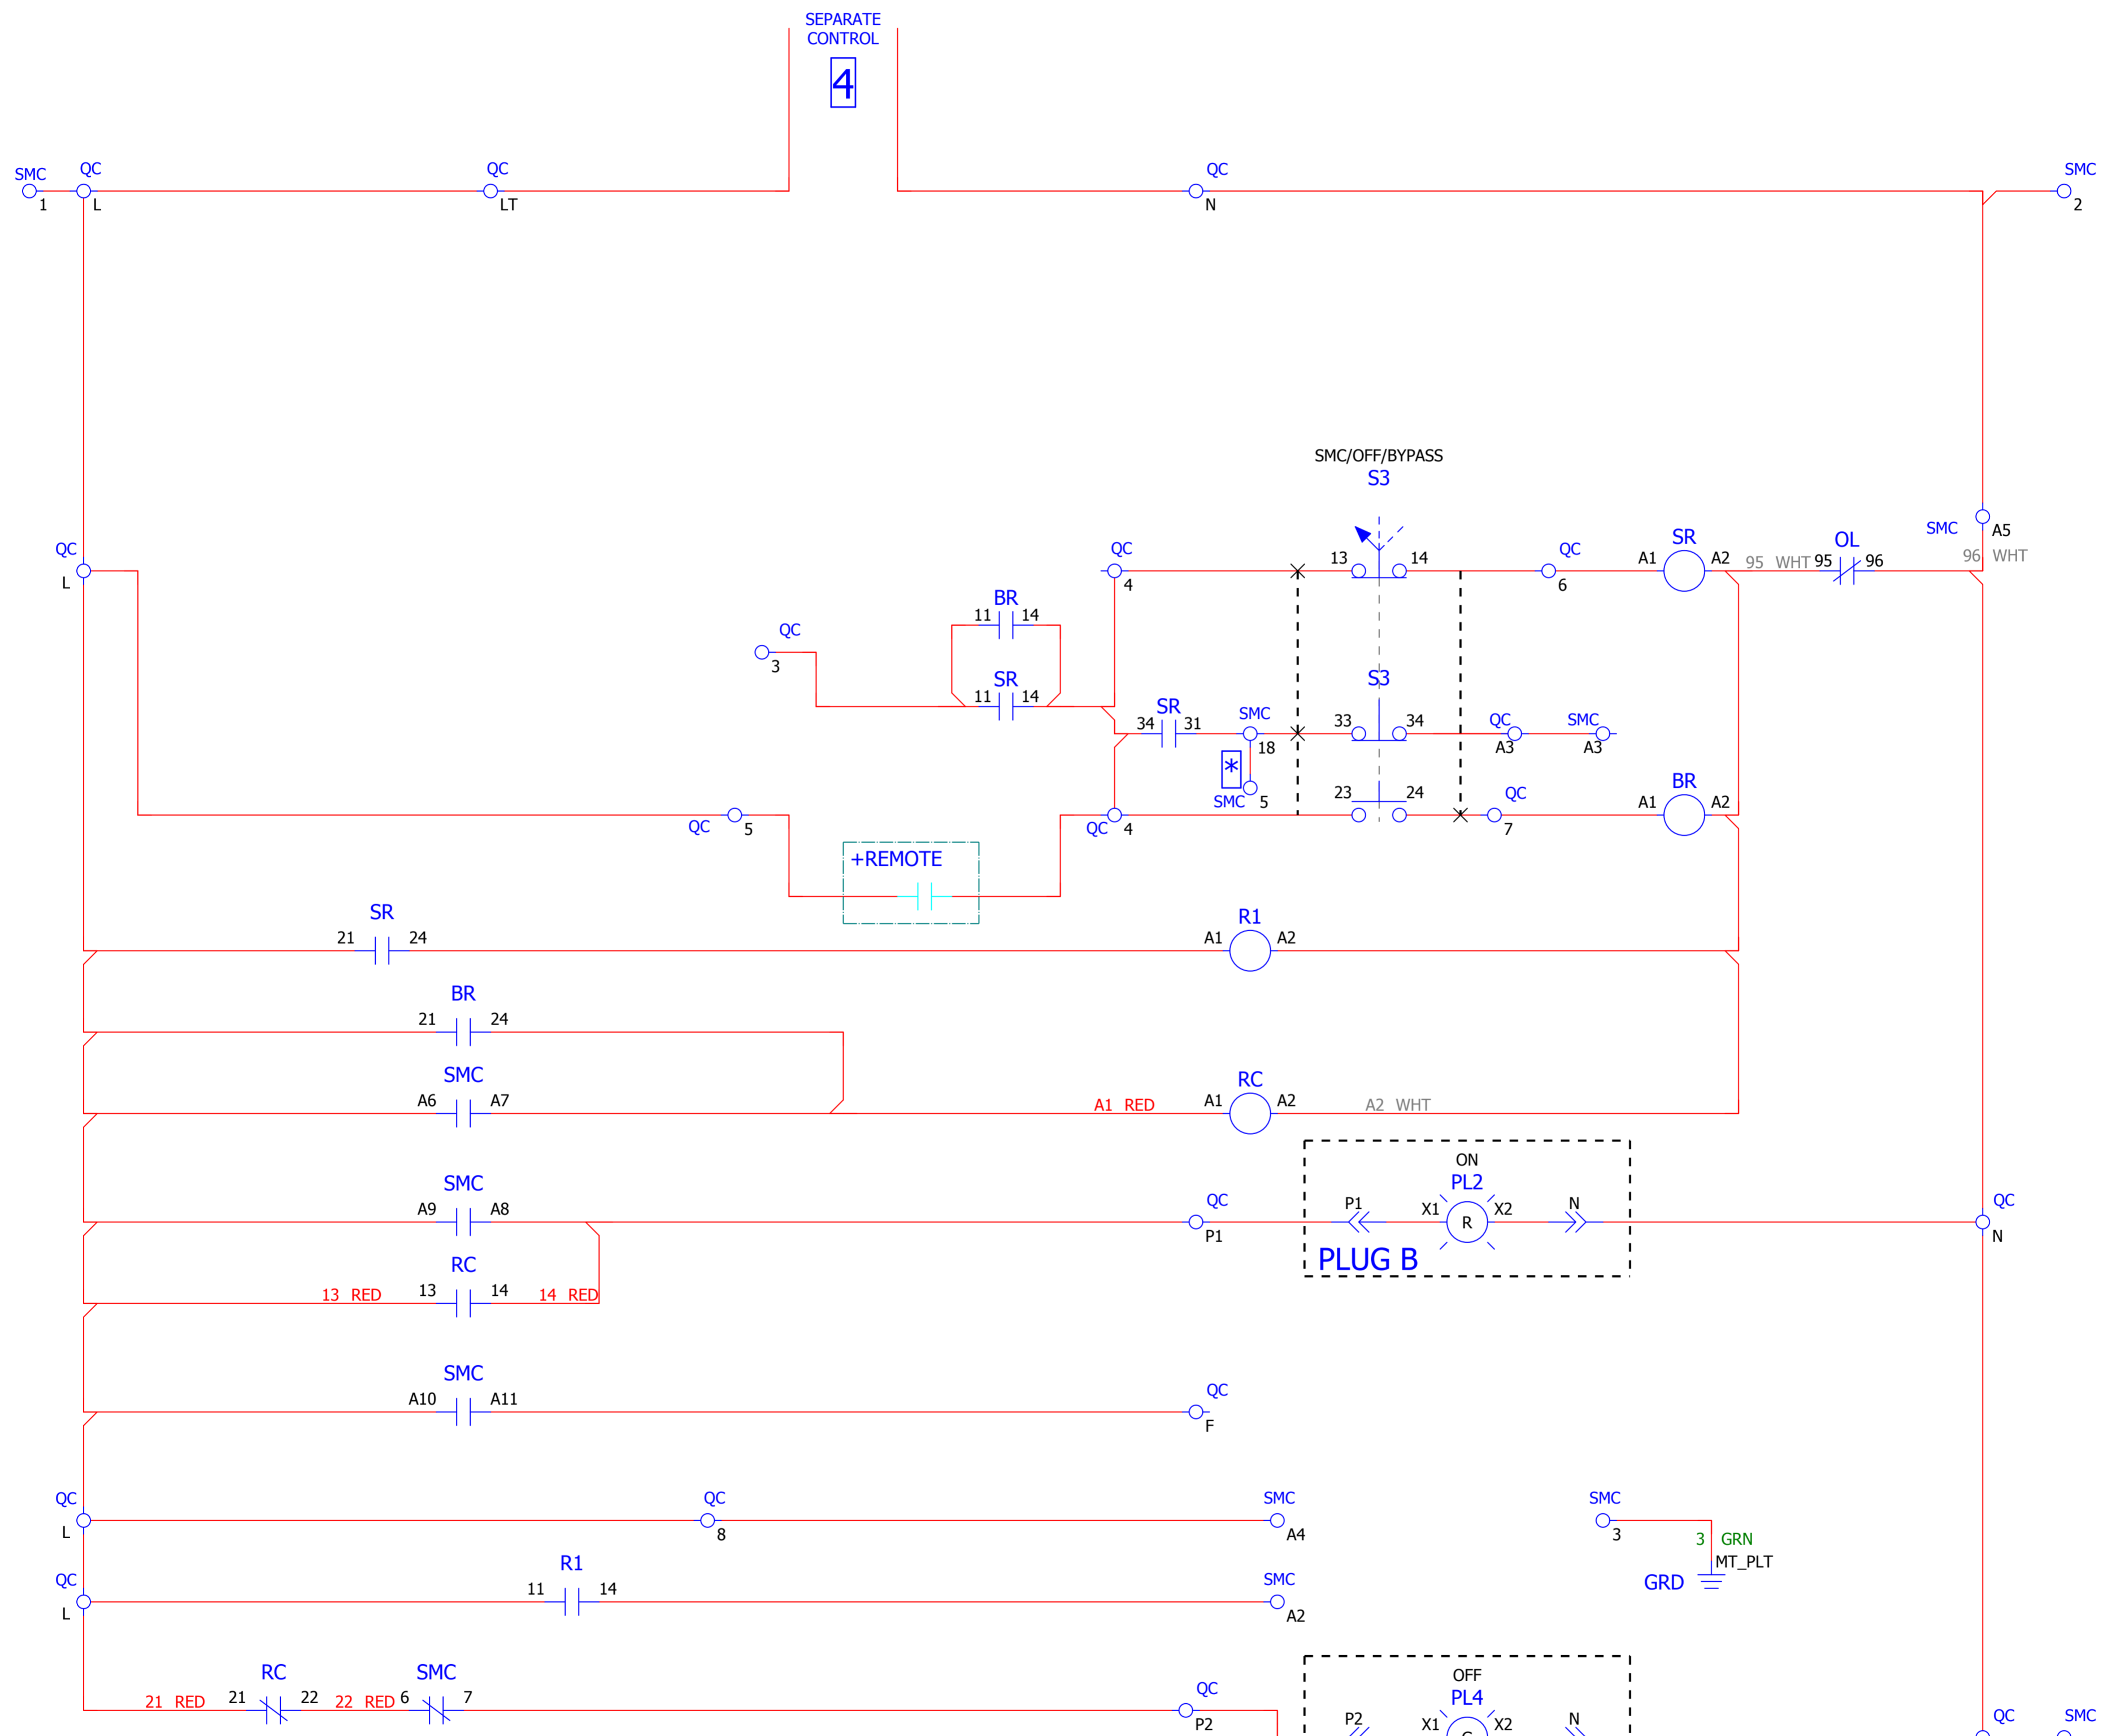 SEPARATE
CONTROL
4
SMC
1
QC
L
QC
LT
QC
N
SMC
2
SMC/OFF/BYPASS
S3
QC
L
QC
4
13
14
QC
6
SR
A1
A2
95 WHT
OL
95
96
SMC
A5
96 WHT
BR
11
14
QC
3
SR
11
14
S3
SR
34
31
SMC
18
33
34
QC
A3
SMC
A3
*
SMC
5
QC
5
QC
4
23
24
QC
7
BR
A1
A2
+REMOTE
SR
21
24
R1
A1
A2
BR
21
24
SMC
A6
A7
A1 RED
RC
A1
A2
A2 WHT
SMC
A9
A8
QC
P1
ON
PL2
P1
X1
R
X2
N
PLUG B
QC
N
RC
13 RED
13
14
14 RED
SMC
A10
A11
QC
F
QC
L
QC
8
SMC
A4
SMC
3
3 GRN
MT_PLT
GRD
QC
L
R1
11
14
SMC
A2
RC
21 RED
21
22
22 RED
SMC
6
7
QC
P2
OFF
PL4
P2
X1
X2
N
QC
SMC